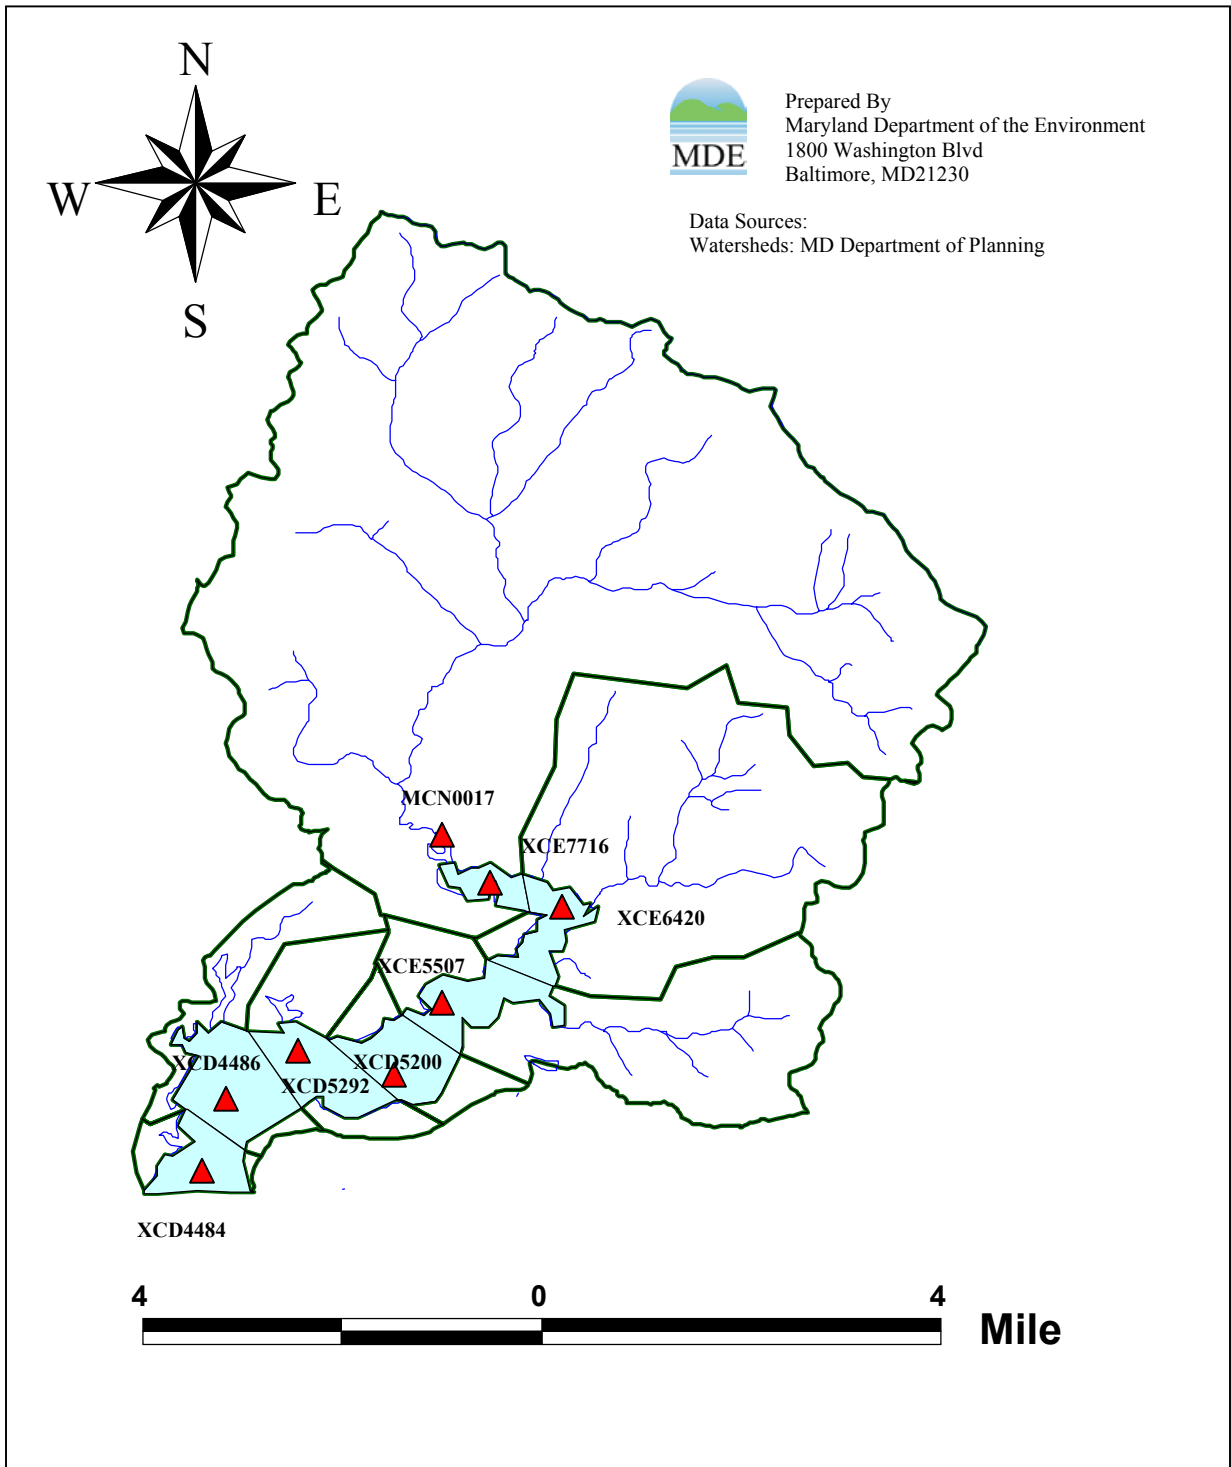 N
W
E
S
MDE
Prepared By
Maryland Department of the Environment
1800 Washington Blvd
Baltimore, MD21230
Data Sources:
Watersheds: MD Department of Planning
MCN0017
XCE7716
XCE6420
XCE5507
XCD4486
XCD5200
XCD5292
XCD4484
4 0 4
Mile